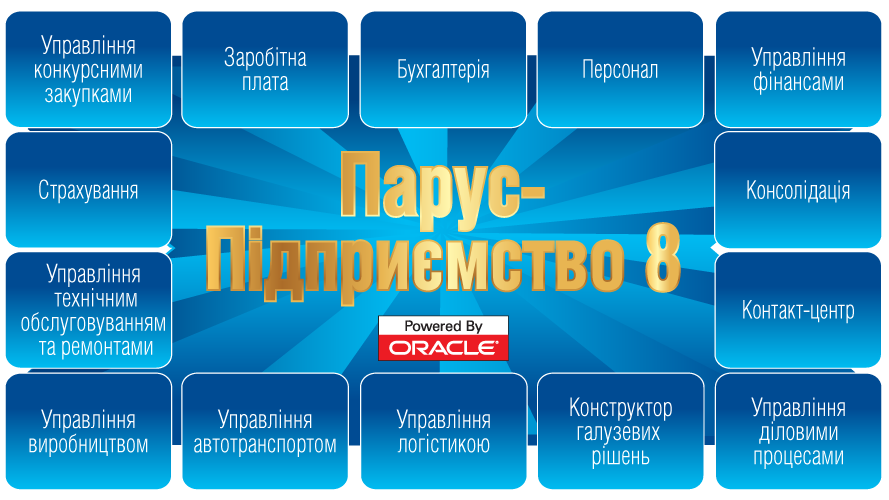 Управління
конкурсними
закупками
Заробітна
плата
Бухгалтерія
Персонал
Управління
фінансами
Страхування
Парус-
Підприємство 8
Консолідація
Управління
технічним
обслуговуванням
та ремонтами
Powered By
ORACLE®
Контакт-центр
Управління
виробництвом
Управління
автотранспортом
Управління
логістикою
Конструктор
галузевих
рішень
Управління
діловими
процесами